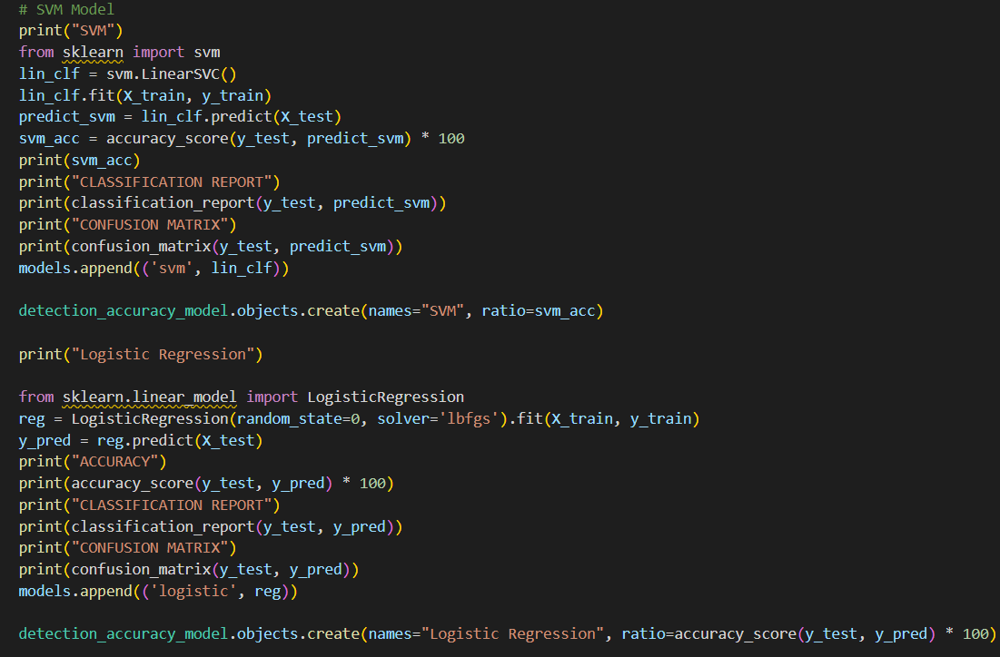 # SVM Model
print("SVM")
from sklearn import svm
lin_clf = svm.LinearSVC()
lin_clf.fit(X_train, y_train)
predict_svm = lin_clf.predict(X_test)
svm_acc = accuracy_score(y_test, predict_svm) * 100
print(svm_acc)
print("CLASSIFICATION REPORT")
print(classification_report(y_test, predict_svm))
print("CONFUSION MATRIX")
print(confusion_matrix(y_test, predict_svm))
models.append(('svm', lin_clf))
detection_accuracy_model.objects.create(names="SVM", ratio=svm_acc)
print("Logistic Regression")
from sklearn.linear_model import LogisticRegression
reg = LogisticRegression(random_state=0, solver='lbfgs').fit(X_train, y_train)
y_pred = reg.predict(X_test)
print("ACCURACY")
print(accuracy_score(y_test, y_pred) * 100)
print("CLASSIFICATION REPORT")
print(classification_report(y_test, y_pred))
print("CONFUSION MATRIX")
print(confusion_matrix(y_test, y_pred))
models.append(('logistic', reg))
detection_accuracy_model.objects.create(names="Logistic Regression", ratio=accuracy_score(y_test, y_pred) * 100)